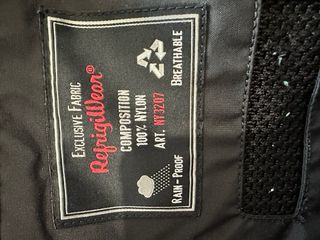 EXCLUSIVE FABRIC
RefrigiWear®
COMPOSITION
100% NYLON
ART. NY3207
RAIN-PROOF
BREATHABLE